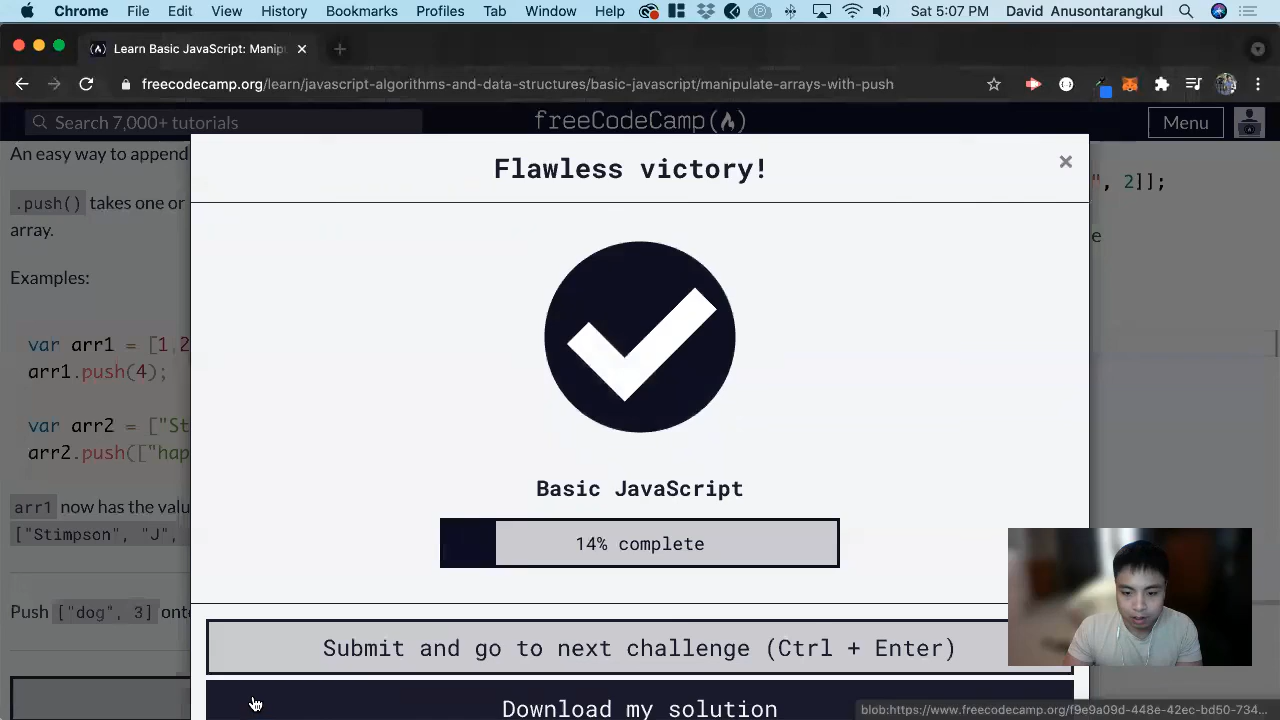 Chrome File Edit View History Bookmarks Profiles Tab Window Help Sat 5:07 PM David Anusontarangkul
Learn Basic JavaScript: Manipu
freecodecamp.org/learn/javascript-algorithms-and-data-structures/basic-javascript/manipulate-arrays-with-push
Search 7,000+ tutorials
freeCodeCamp
Menu
An easy way to append
Flawless victory!
", 2]];
.push() takes one or
array.
e
Examples:
var arr1 = [1,2
arr1.push(4);
var arr2 = ["St
arr2.push(["hap
Basic JavaScript
arr1 now has the valu
["Stimpson", "J",
14% complete
Push ["dog", 3] onto
Submit and go to next challenge (Ctrl + Enter)
Download my solution
blob:https://www.freecodecamp.org/f9e9a09d-448e-42ec-bd50-734...